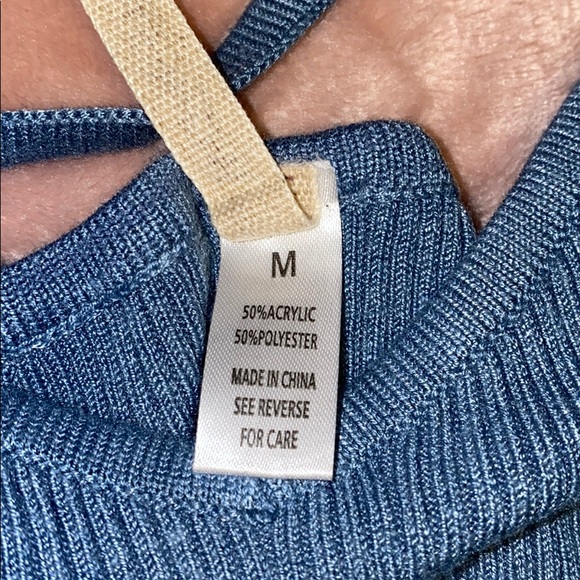 M
50%ACRYLIC
50%POLYESTER
MADE IN CHINA
SEE REVERSE
FOR CARE